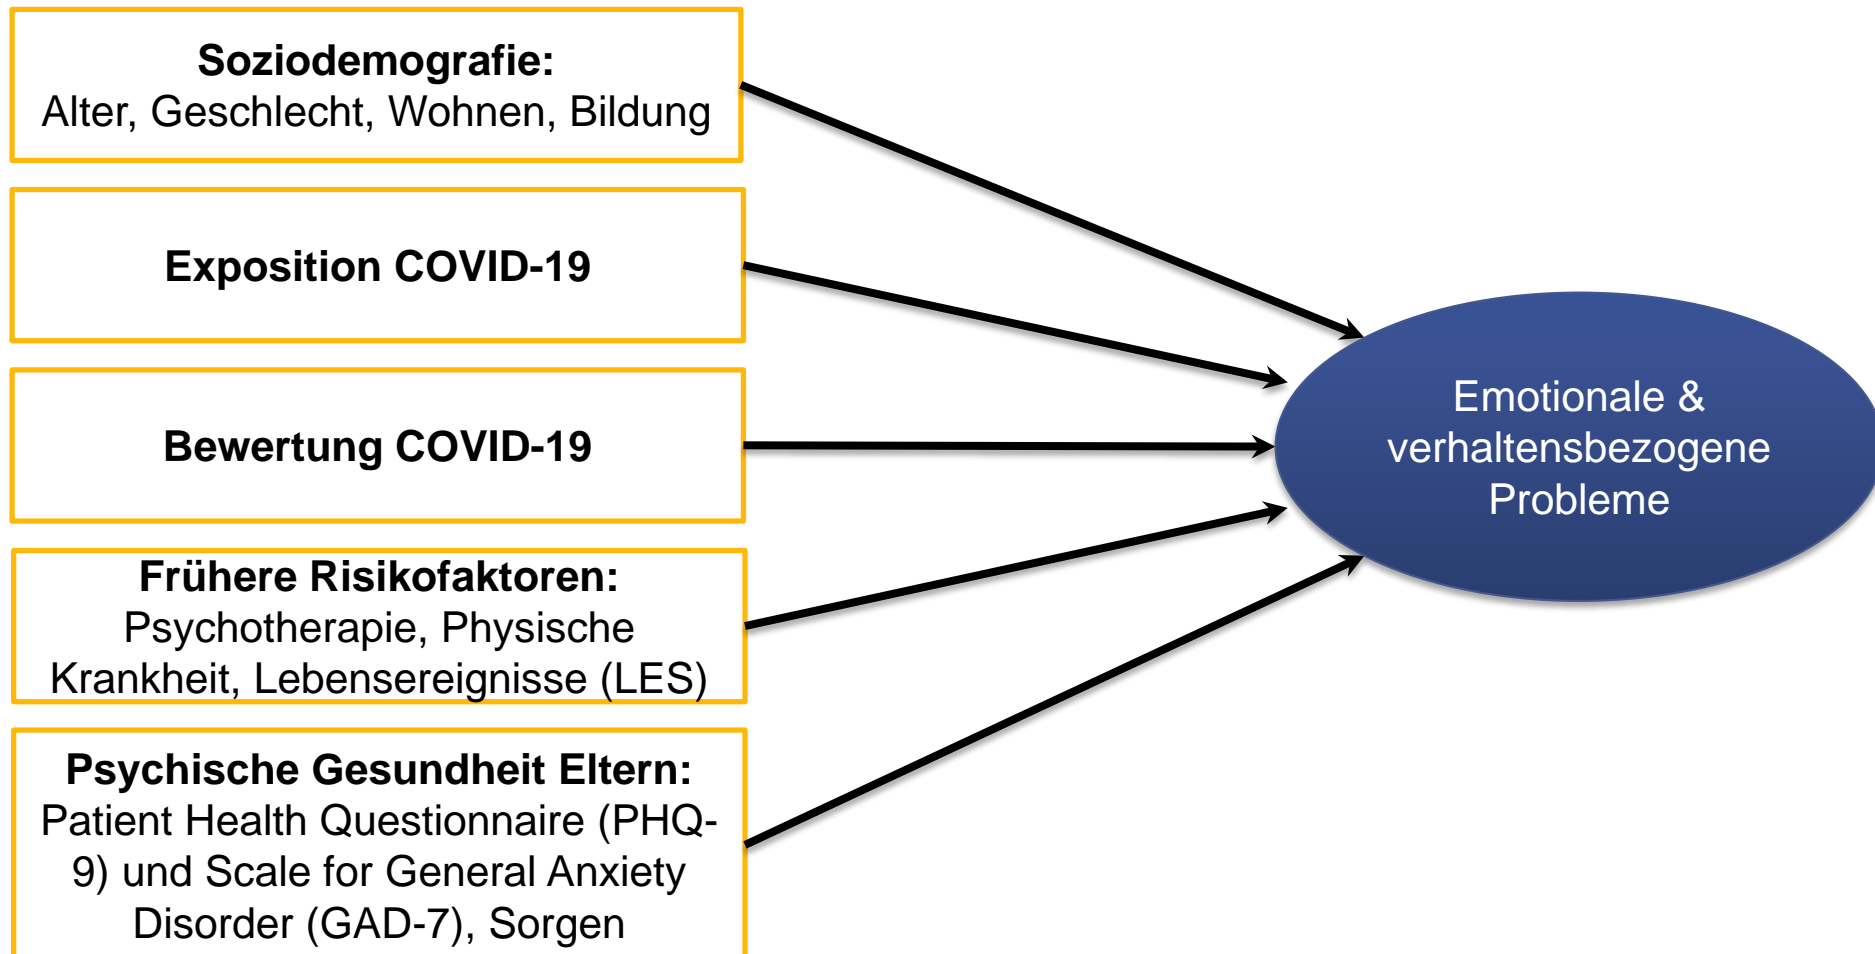 Soziodemografie:
Alter, Geschlecht, Wohnen, Bildung
Exposition COVID-19
Bewertung COVID-19
Frühere Risikofaktoren:
Psychotherapie, Physische
Krankheit, Lebensereignisse (LES)
Psychische Gesundheit Eltern:
Patient Health Questionnaire (PHQ-
9) und Scale for General Anxiety
Disorder (GAD-7), Sorgen
Emotionale &
verhaltensbezogene
Probleme